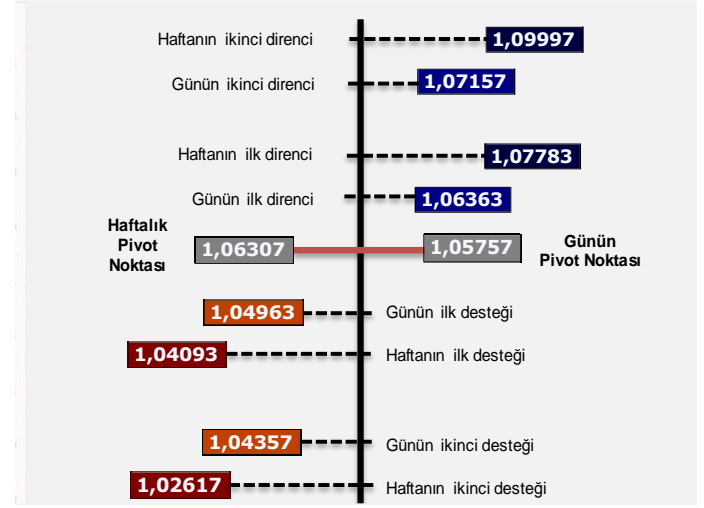 Haftanın ikinci direnci 1,09997
Günün ikinci direnci 1,07157
Haftanın ilk direnci 1,07783
Günün ilk direnci 1,06363
Haftalık
Pivot
Noktası
1,06307
1,05757
Günün
Pivot Noktası
1,04963 Günün ilk desteği
1,04093 Haftanın ilk desteği
1,04357 Günün ikinci desteği
1,02617 Haftanın ikinci desteği